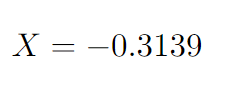 X = −0.3139